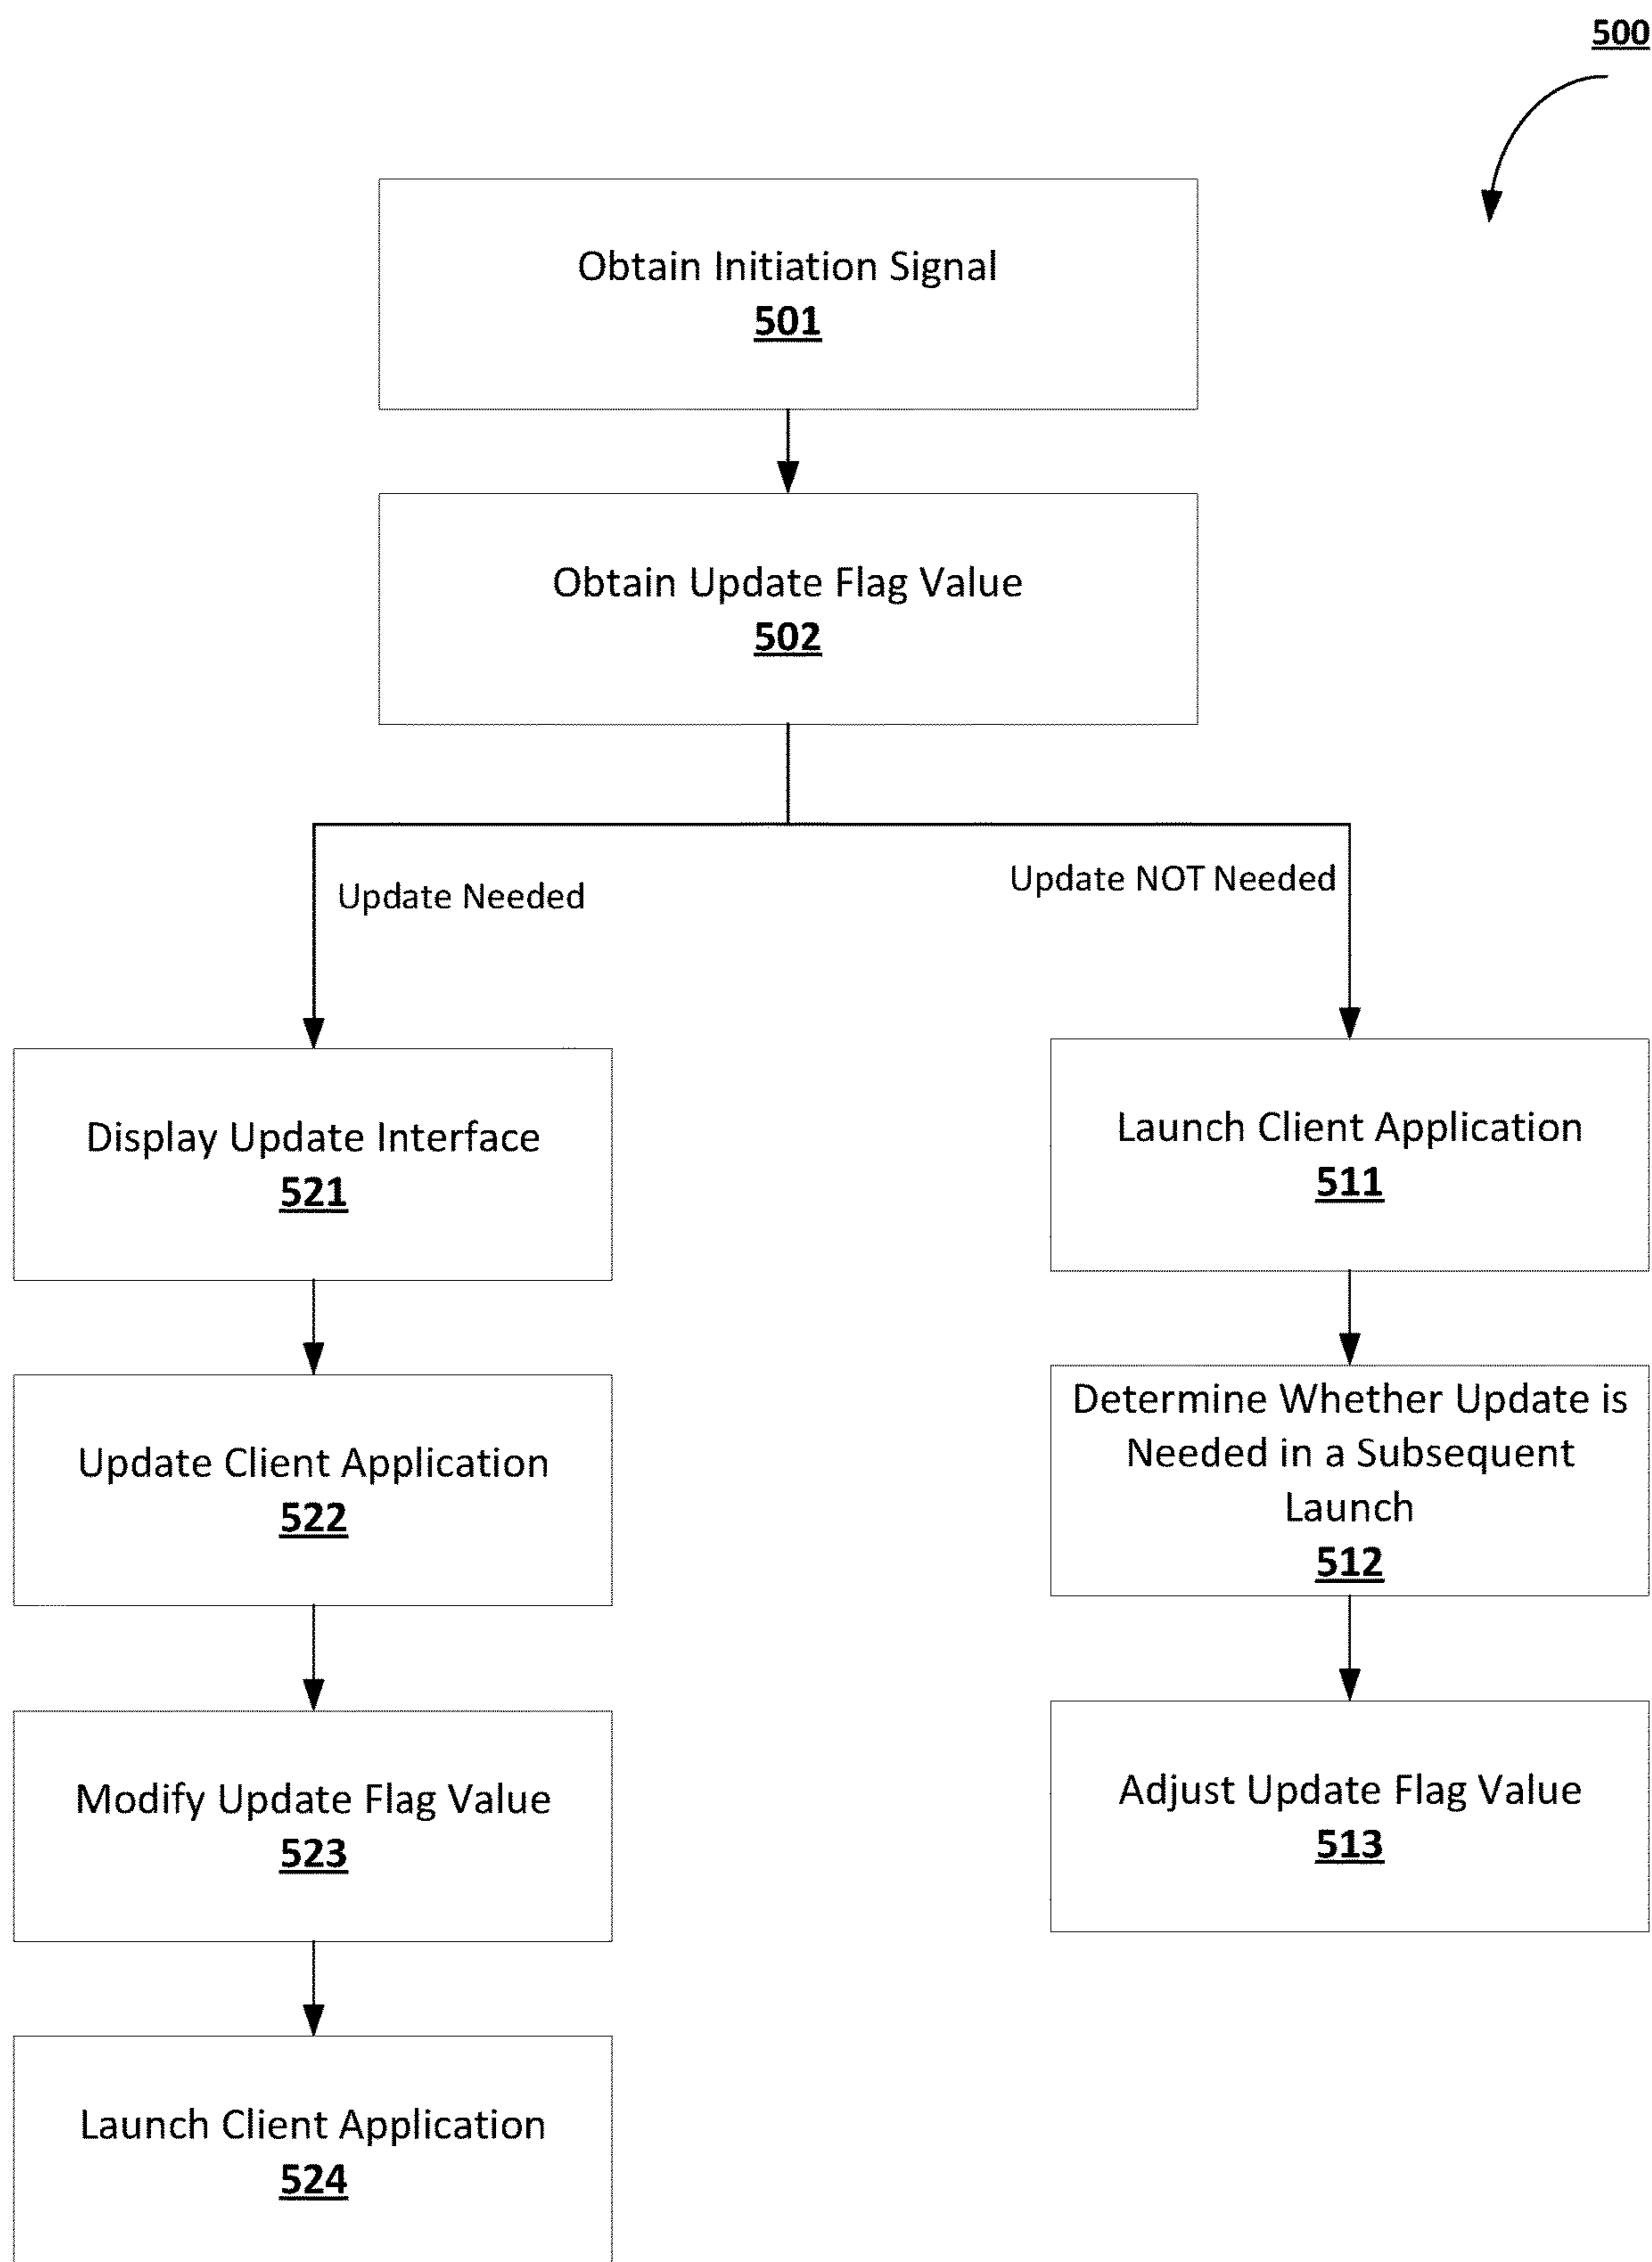 500
Obtain Initiation Signal
501
Obtain Update Flag Value
502
Update Needed
Update NOT Needed
Display Update Interface
521
Update Client Application
522
Modify Update Flag Value
523
Launch Client Application
524
Launch Client Application
511
Determine Whether Update is
Needed in a Subsequent
Launch
512
Adjust Update Flag Value
513